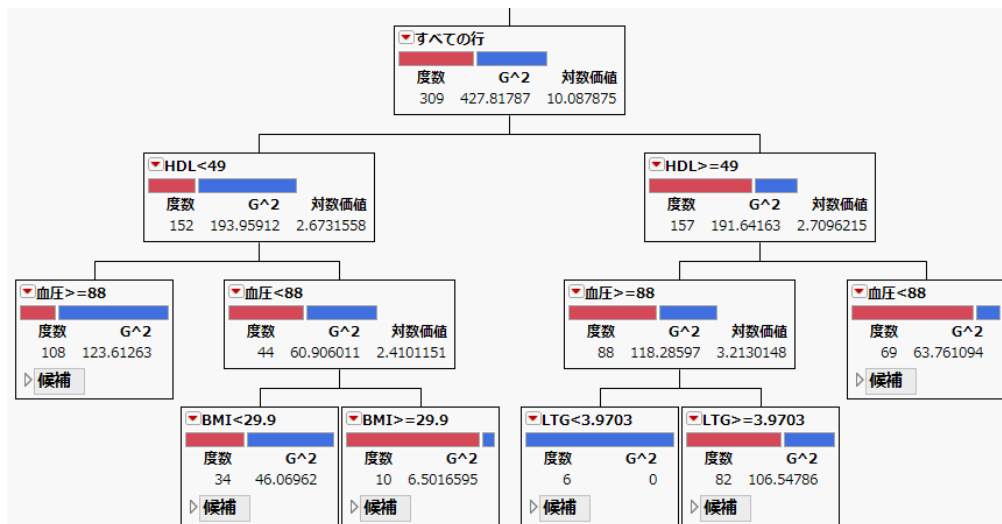 すべての行
度数 G^2 対数価値
309 427.81787 10.087875
HDL<49
度数 G^2 対数価値
152 193.95912 2.6731558
HDL>=49
度数 G^2 対数価値
157 191.64163 2.7096215
血圧>=88
度数 G^2
108 123.61263
候補
血圧<88
度数 G^2 対数価値
44 60.906011 2.4101151
血圧>=88
度数 G^2 対数価値
88 118.28597 3.2130148
血圧<88
度数 G^2
69 63.761094
候補
BMI<29.9
度数 G^2
34 46.06962
候補
BMI>=29.9
度数 G^2
10 6.5016595
候補
LTG<3.9703
度数 G^2
6 0
候補
LTG>=3.9703
度数 G^2
82 106.54786
候補